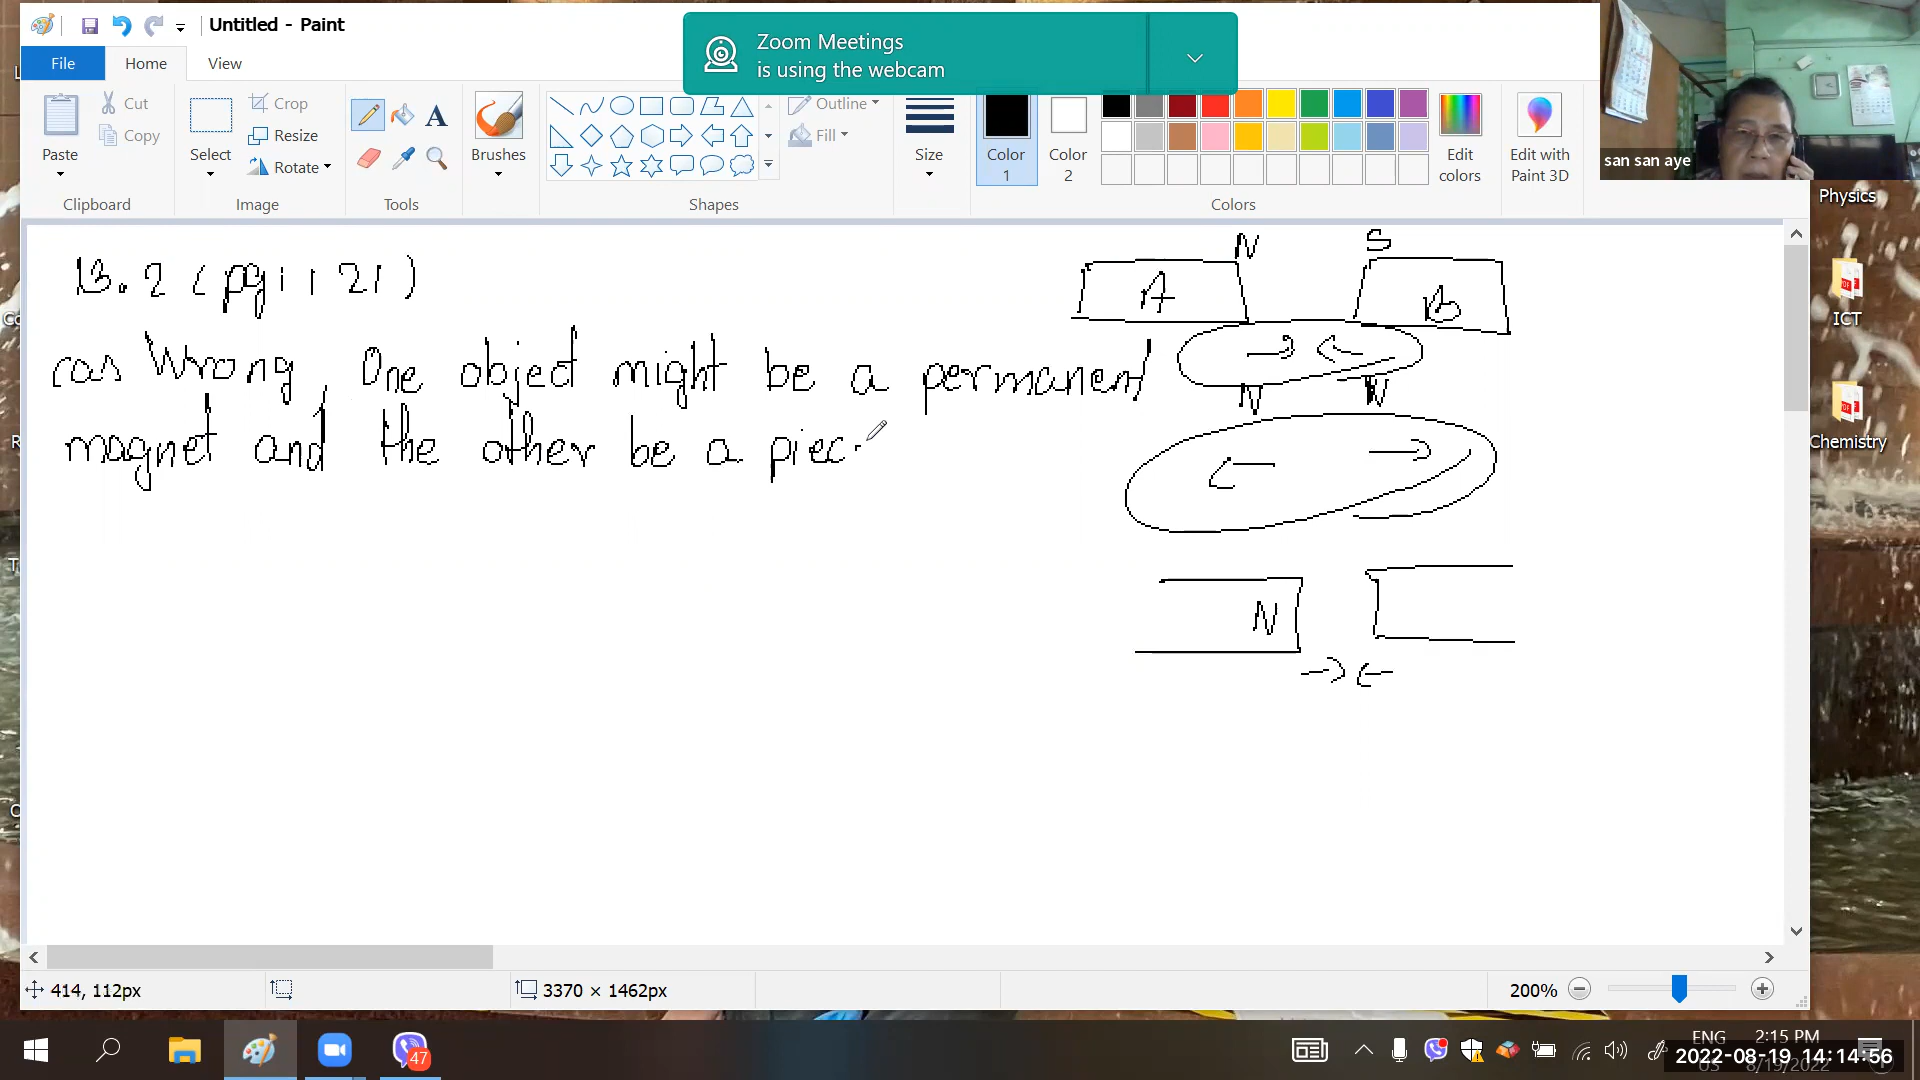 Untitled - Paint
Zoom Meetings
is using the webcam
File
Home
View
Cut
Copy
Paste
Clipboard
Crop
Resize
Rotate
Select
Image
Tools
Brushes
Outline
Fill
Shapes
Size
Color
1
Color
2
Edit
colors
Edit with
Paint 3D
Colors
san san aye
Physics
ICT
Chemistry
13.2 (pg 121)
Wrong, One object might be a permanent
magnet and the other be a piec
N S
A B
N N
N
414, 112px
3370 × 1462px
200%
47
ENG
2:15 PM
2022-08-19 14:14:56